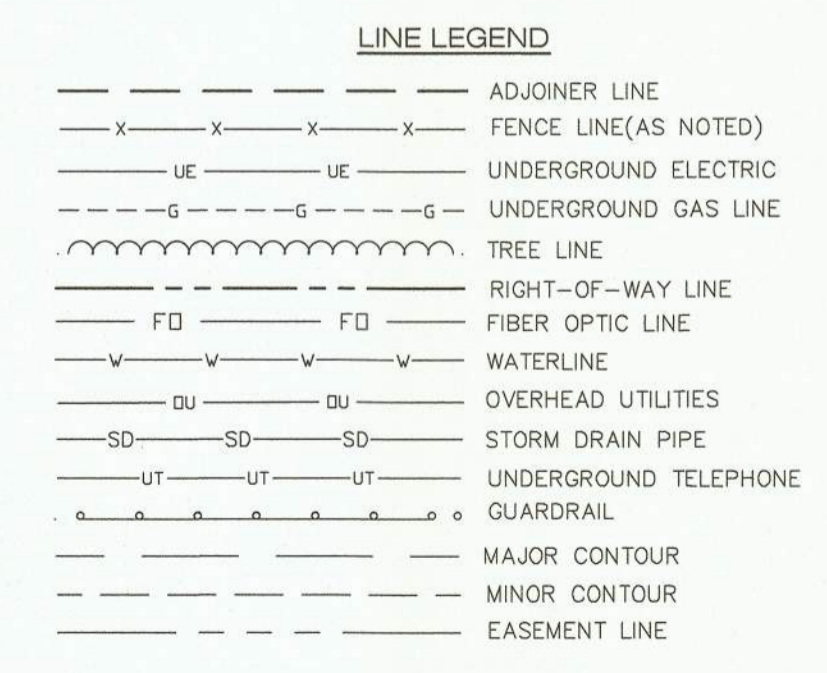 LINE LEGEND
ADJOINER LINE
X X X X FENCE LINE(AS NOTED)
UE UE UNDERGROUND ELECTRIC
G G G UNDERGROUND GAS LINE
TREE LINE
RIGHT-OF-WAY LINE
FO FO FIBER OPTIC LINE
W W W W WATERLINE
OU OU OVERHEAD UTILITIES
SD SD SD STORM DRAIN PIPE
UT UT UT UNDERGROUND TELEPHONE
GUARDRAIL
MAJOR CONTOUR
MINOR CONTOUR
EASEMENT LINE